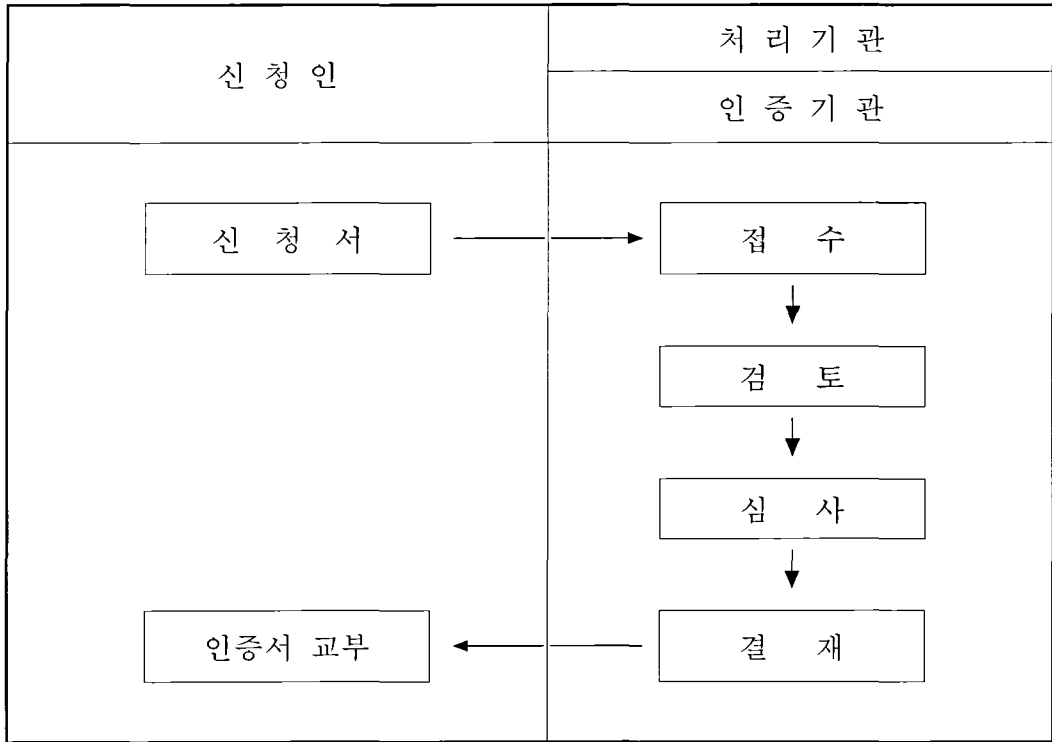 신 청 인
처 리 기 관
인 증 기 관
신 청 서
접 수
검 토
심 사
결 재
인증서 교부